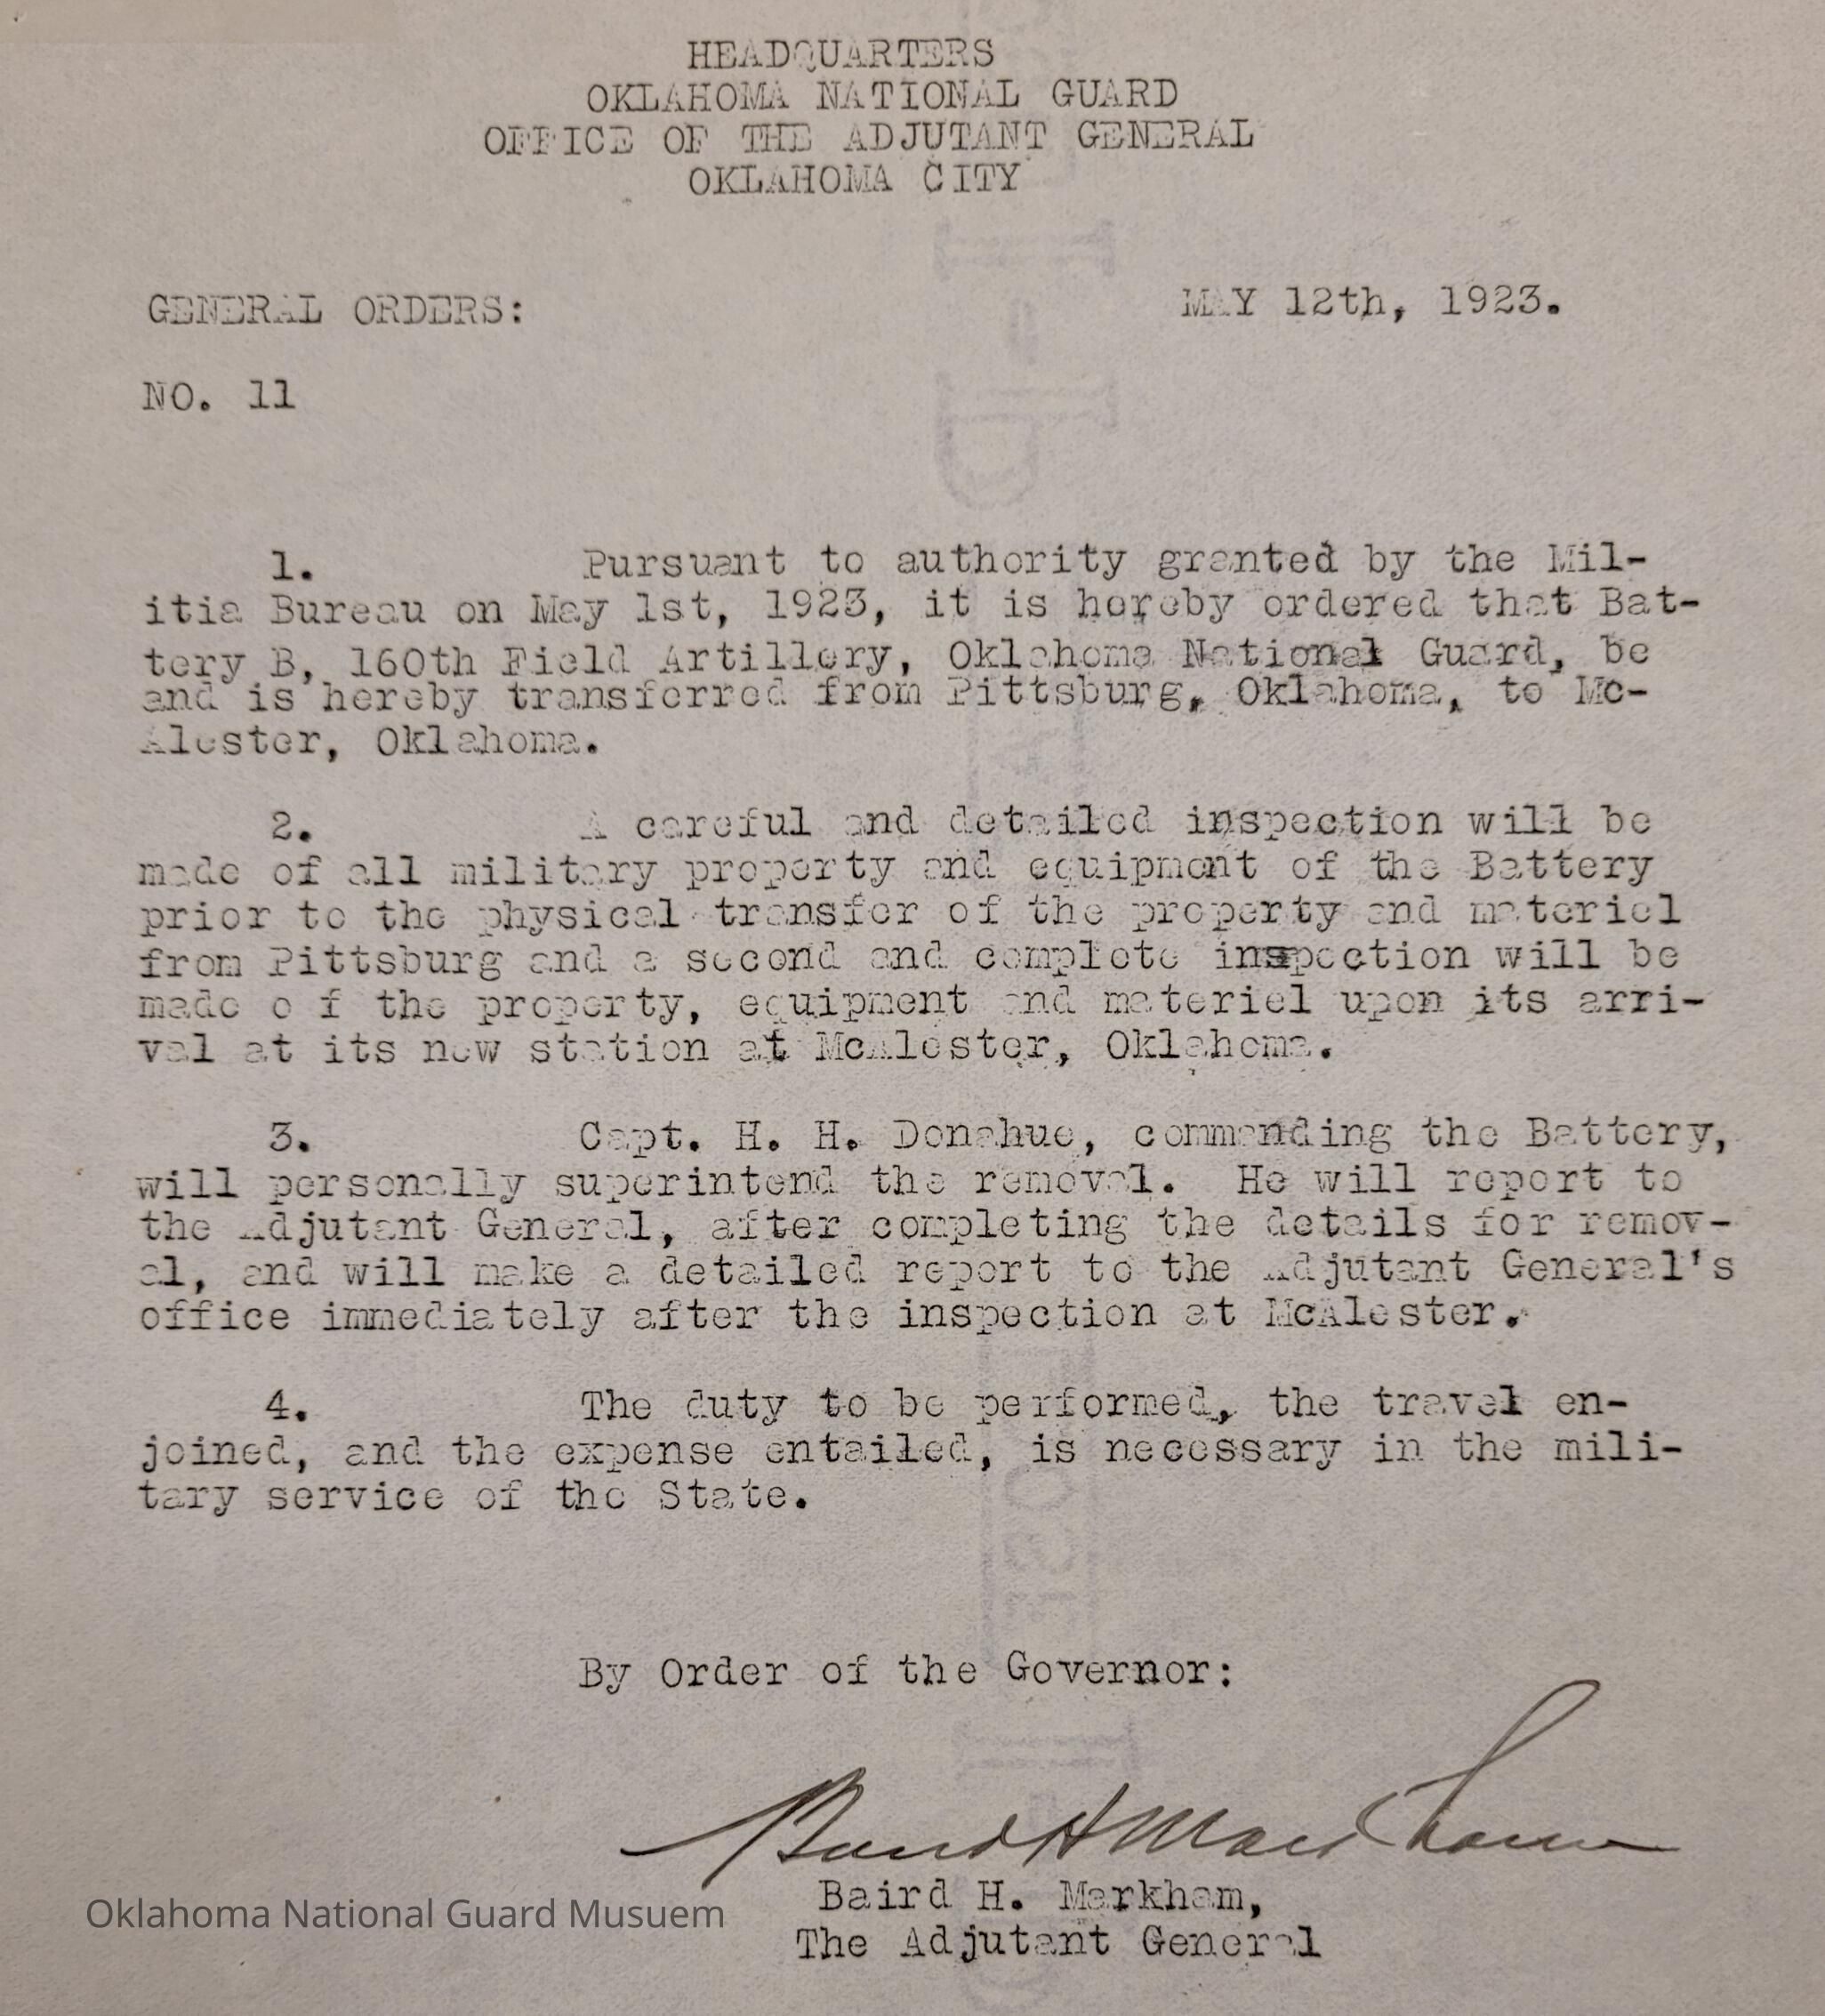 HEADQUARTERS
OKLAHOMA NATIONAL GUARD
OFFICE OF THE ADJUTANT GENERAL
OKLAHOMA CITY
GENERAL ORDERS:
MAY 12th, 1923.
NO. 11
1. Pursuant to authority granted by the Mil-
itia Bureau on May 1st, 1923, it is hereby ordered that Bat-
tery B, 160th Field Artillery, Oklahoma National Guard, be
and is hereby transferred from Pittsburg, Oklahoma, to Mc-
Alester, Oklahoma.
2. A careful and detailed inspection will be
made of all military property and equipment of the Battery
prior to the physical transfer of the property and materiel
from Pittsburg and a second and complete inspection will be
made o f the property, equipment and materiel upon its arri-
val at its new station at McAlester, Oklahoma.
3. Capt. H. H. Donahue, commanding the Battery,
will personally superintend the removal. He will report to
the Adjutant General, after completing the details for remov-
al, and will make a detailed report to the Adjutant General's
office immediately after the inspection at McAlester.
4. The duty to be performed, the travel en-
joined, and the expense entailed, is necessary in the mili-
tary service of the State.
By Order of the Governor:
Baird H Markham
Baird H. Markham,
The Adjutant General
Oklahoma National Guard Musuem